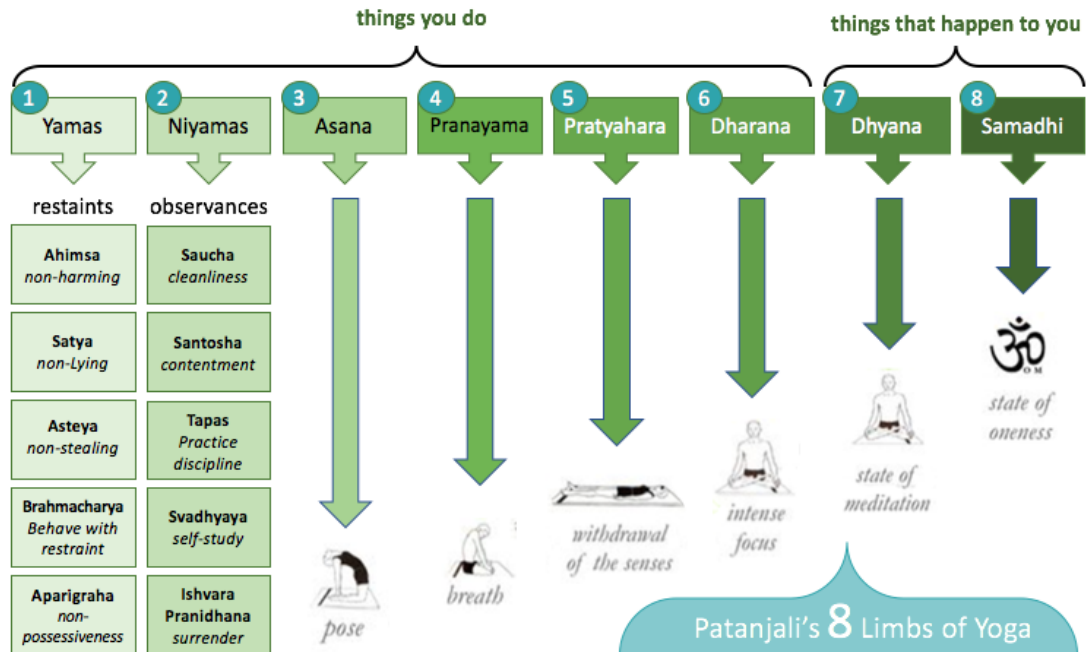 things you do
things that happen to you
1
Yamas
2
Niyamas
3
Asana
4
Pranayama
5
Pratyahara
6
Dharana
7
Dhyana
8
Samadhi
restaints
Ahimsa
non-harming
Satya
non-Lying
Asteya
non-stealing
Brahmacharya
Behave with
restraint
Aparigraha
non-
possessiveness
observances
Saucha
cleanliness
Santosha
contentment
Tapas
Practice
discipline
Svadhyaya
self-study
Ishvara
Pranidhana
surrender
pose
breath
withdrawal
of the senses
intense
focus
state of
meditation
ॐ
OM
state of
oneness
Patanjali's 8 Limbs of Yoga